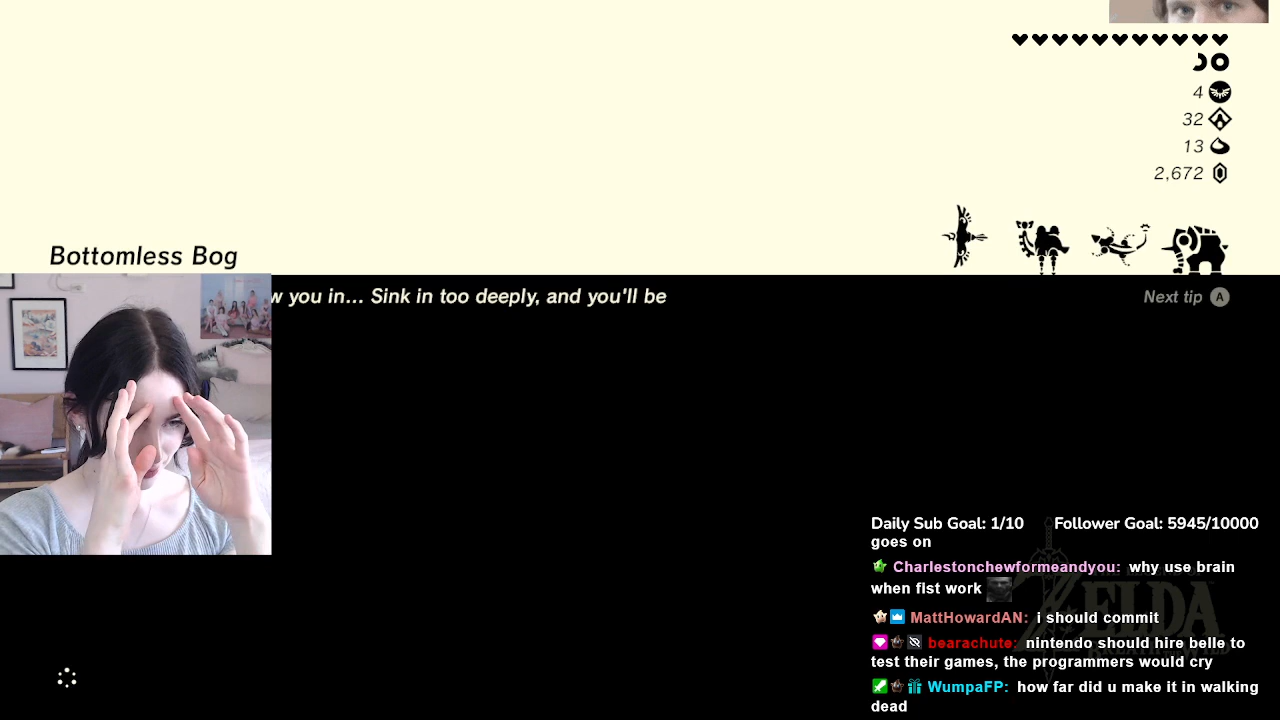 4
32
13
2,672
Bottomless Bog
w you in... Sink in too deeply, and you'll be
Next tip A
Daily Sub Goal: 1/10 Follower Goal: 5945/10000
goes on
Charlestonchewformeandyou: why use brain
when fist work
MattHowardAN: i should commit
bearachute: nintendo should hire belle to
test their games, the programmers would cry
WumpaFP: how far did u make it in walking
dead
ZELDA